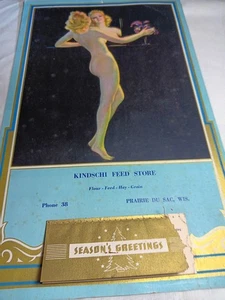 KINDSCHI FEED STORE
Flour - Feed - Hay - Grain
Phone 38 PRAIRIE DU SAC, WIS.
SEASON'S GREETINGS